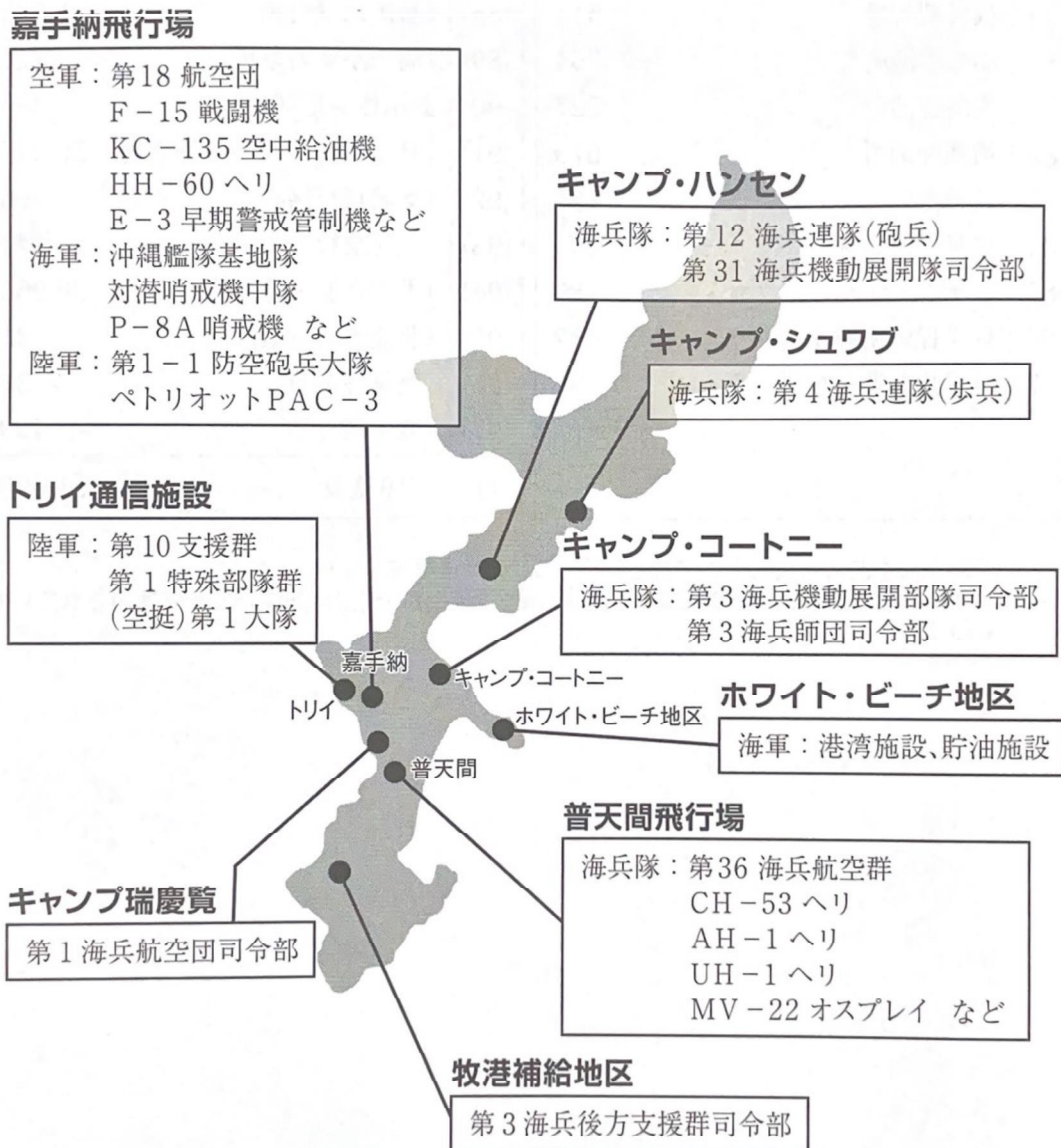 嘉手納飛行場
空軍：第18航空団
F－15 戦闘機
KC－135 空中給油機
HH－60 ヘリ
E－3 早期警戒管制機など
海軍：沖縄艦隊基地隊
対潜哨戒機中隊
P－8A 哨戒機 など
陸軍：第1－1防空砲兵大隊
ペトリオットPAC－3
キャンプ・ハンセン
海兵隊：第12海兵連隊(砲兵)
第31海兵機動展開隊司令部
キャンプ・シュワブ
海兵隊：第4海兵連隊(歩兵)
トリイ通信施設
陸軍：第10支援群
第1特殊部隊群
(空挺)第1大隊
キャンプ・コートニー
海兵隊：第3海兵機動展開部隊司令部
第3海兵師団司令部
嘉手納
トリイ
キャンプ・コートニー
ホワイト・ビーチ地区
ホワイト・ビーチ地区
海軍：港湾施設、貯油施設
普天間
普天間飛行場
海兵隊：第36海兵航空群
CH－53 ヘリ
AH－1 ヘリ
UH－1 ヘリ
MV－22 オスプレイ など
キャンプ瑞慶覧
第1海兵航空団司令部
牧港補給地区
第3海兵後方支援群司令部